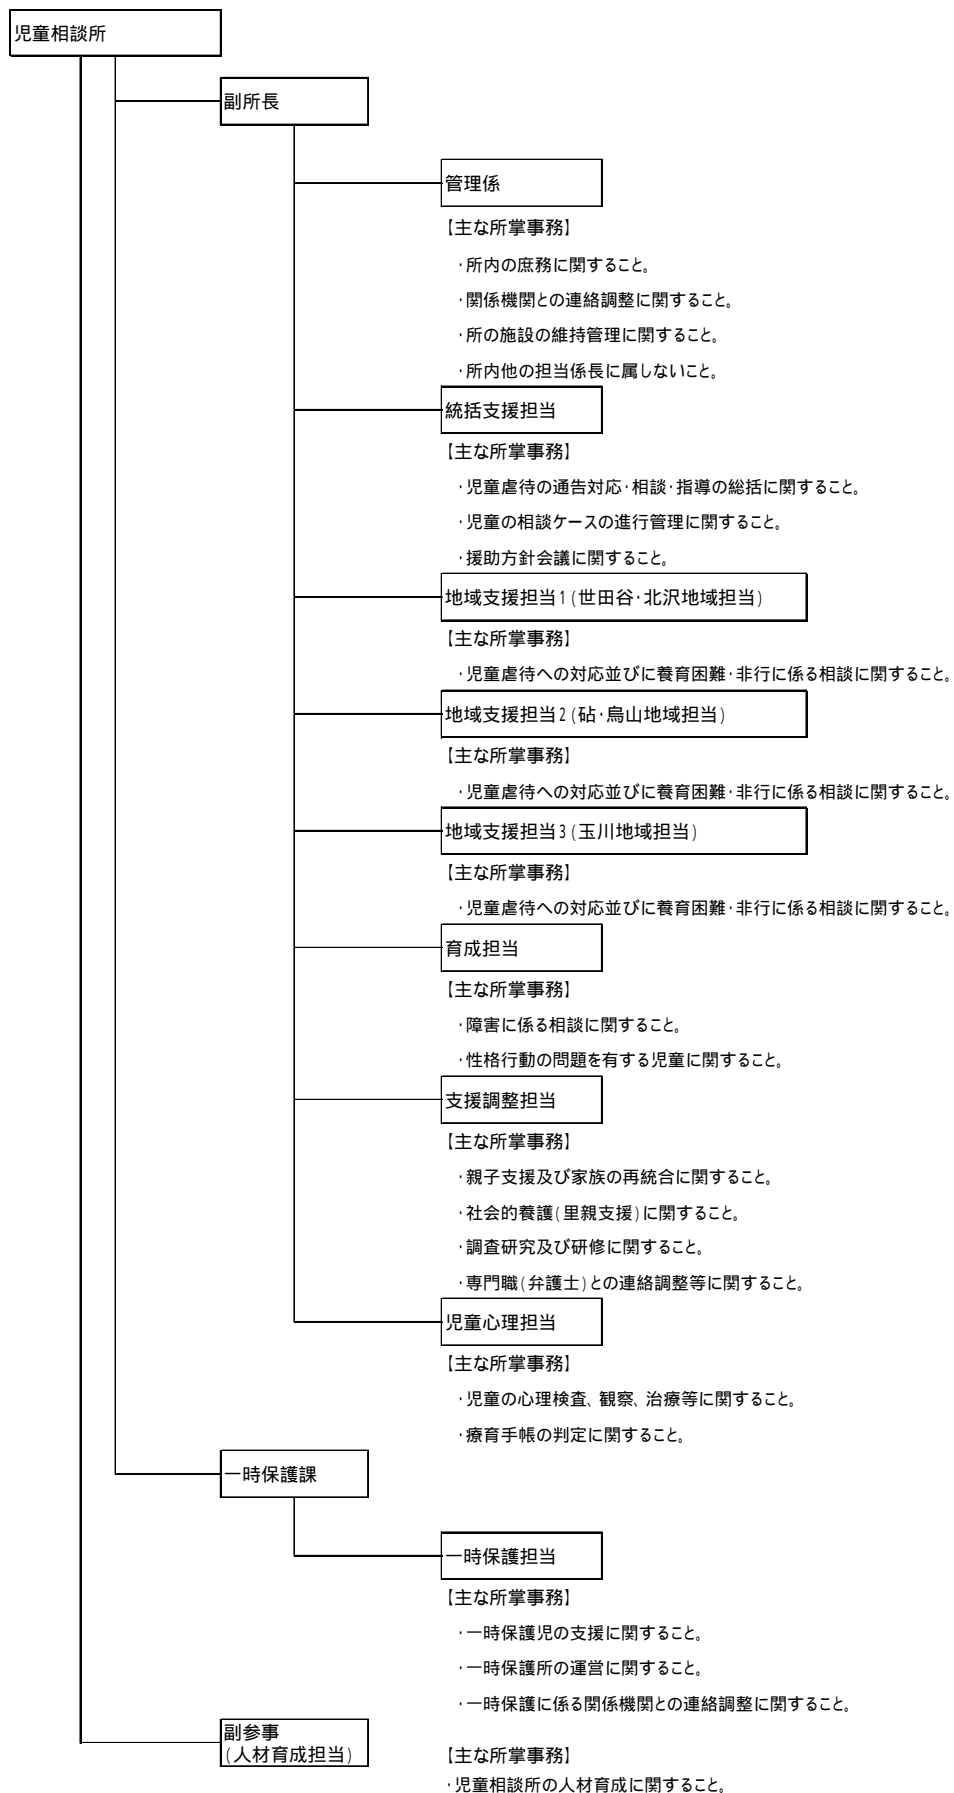 児童相談所
副所長
管理係
【主な所掌事務】
・所内の庶務に関すること。
・関係機関との連絡調整に関すること。
・所の施設の維持管理に関すること。
・所内他の担当係長に属しないこと。
統括支援担当
【主な所掌事務】
・児童虐待の通告対応・相談・指導の総括に関すること。
・児童の相談ケースの進行管理に関すること。
・援助方針会議に関すること。
地域支援担当1(世田谷・北沢地域担当)
【主な所掌事務】
・児童虐待への対応並びに養育困難・非行に係る相談に関すること。
地域支援担当2(砧・烏山地域担当)
【主な所掌事務】
・児童虐待への対応並びに養育困難・非行に係る相談に関すること。
地域支援担当3(玉川地域担当)
【主な所掌事務】
・児童虐待への対応並びに養育困難・非行に係る相談に関すること。
育成担当
【主な所掌事務】
・障害に係る相談に関すること。
・性格行動の問題を有する児童に関すること。
支援調整担当
【主な所掌事務】
・親子支援及び家族の再統合に関すること。
・社会的養護(里親支援)に関すること。
・調査研究及び研修に関すること。
・専門職(弁護士)との連絡調整等に関すること。
児童心理担当
【主な所掌事務】
・児童の心理検査、観察、治療等に関すること。
・療育手帳の判定に関すること。
一時保護課
一時保護担当
【主な所掌事務】
・一時保護児の支援に関すること。
・一時保護所の運営に関すること。
・一時保護に係る関係機関との連絡調整に関すること。
副参事
(人材育成担当)
【主な所掌事務】
・児童相談所の人材育成に関すること。